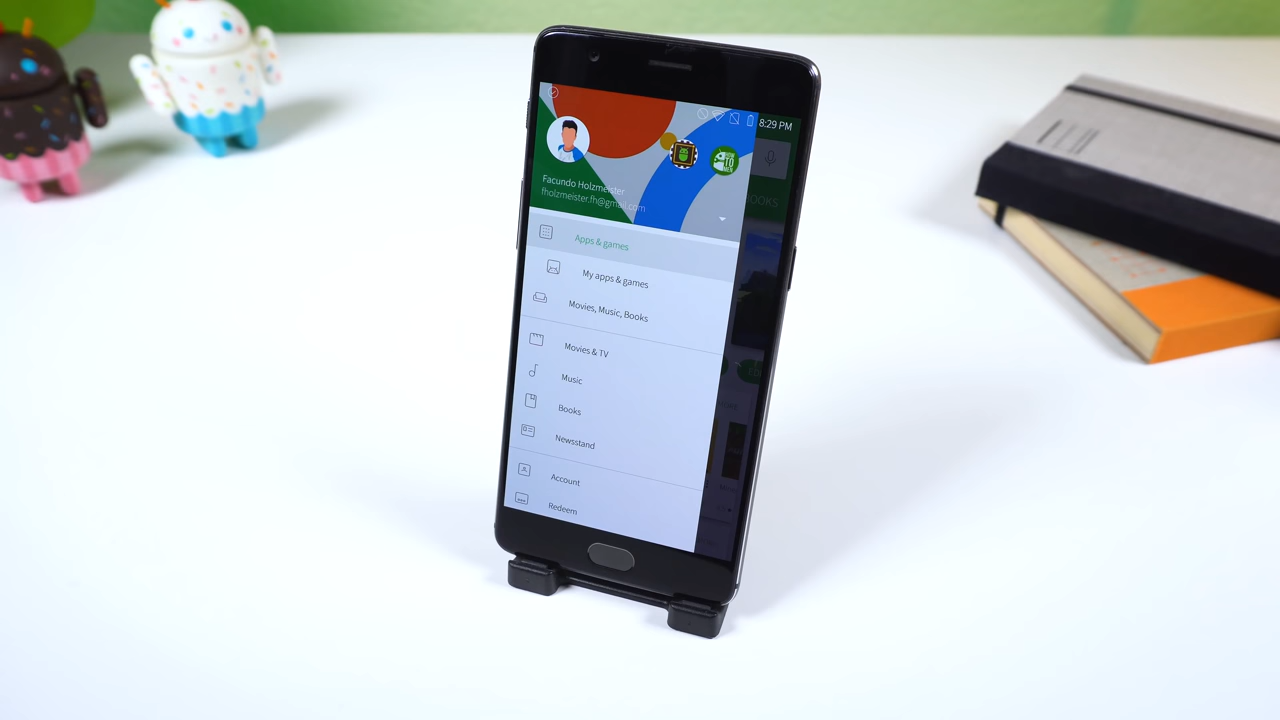 8:29 PM
Facundo Holzmeister
fholzmeister.fh@gmail.com
OOKS
Apps & games
My apps & games
Movies, Music, Books
Movies & TV
Music
Books
Newsstand
Account
Redeem